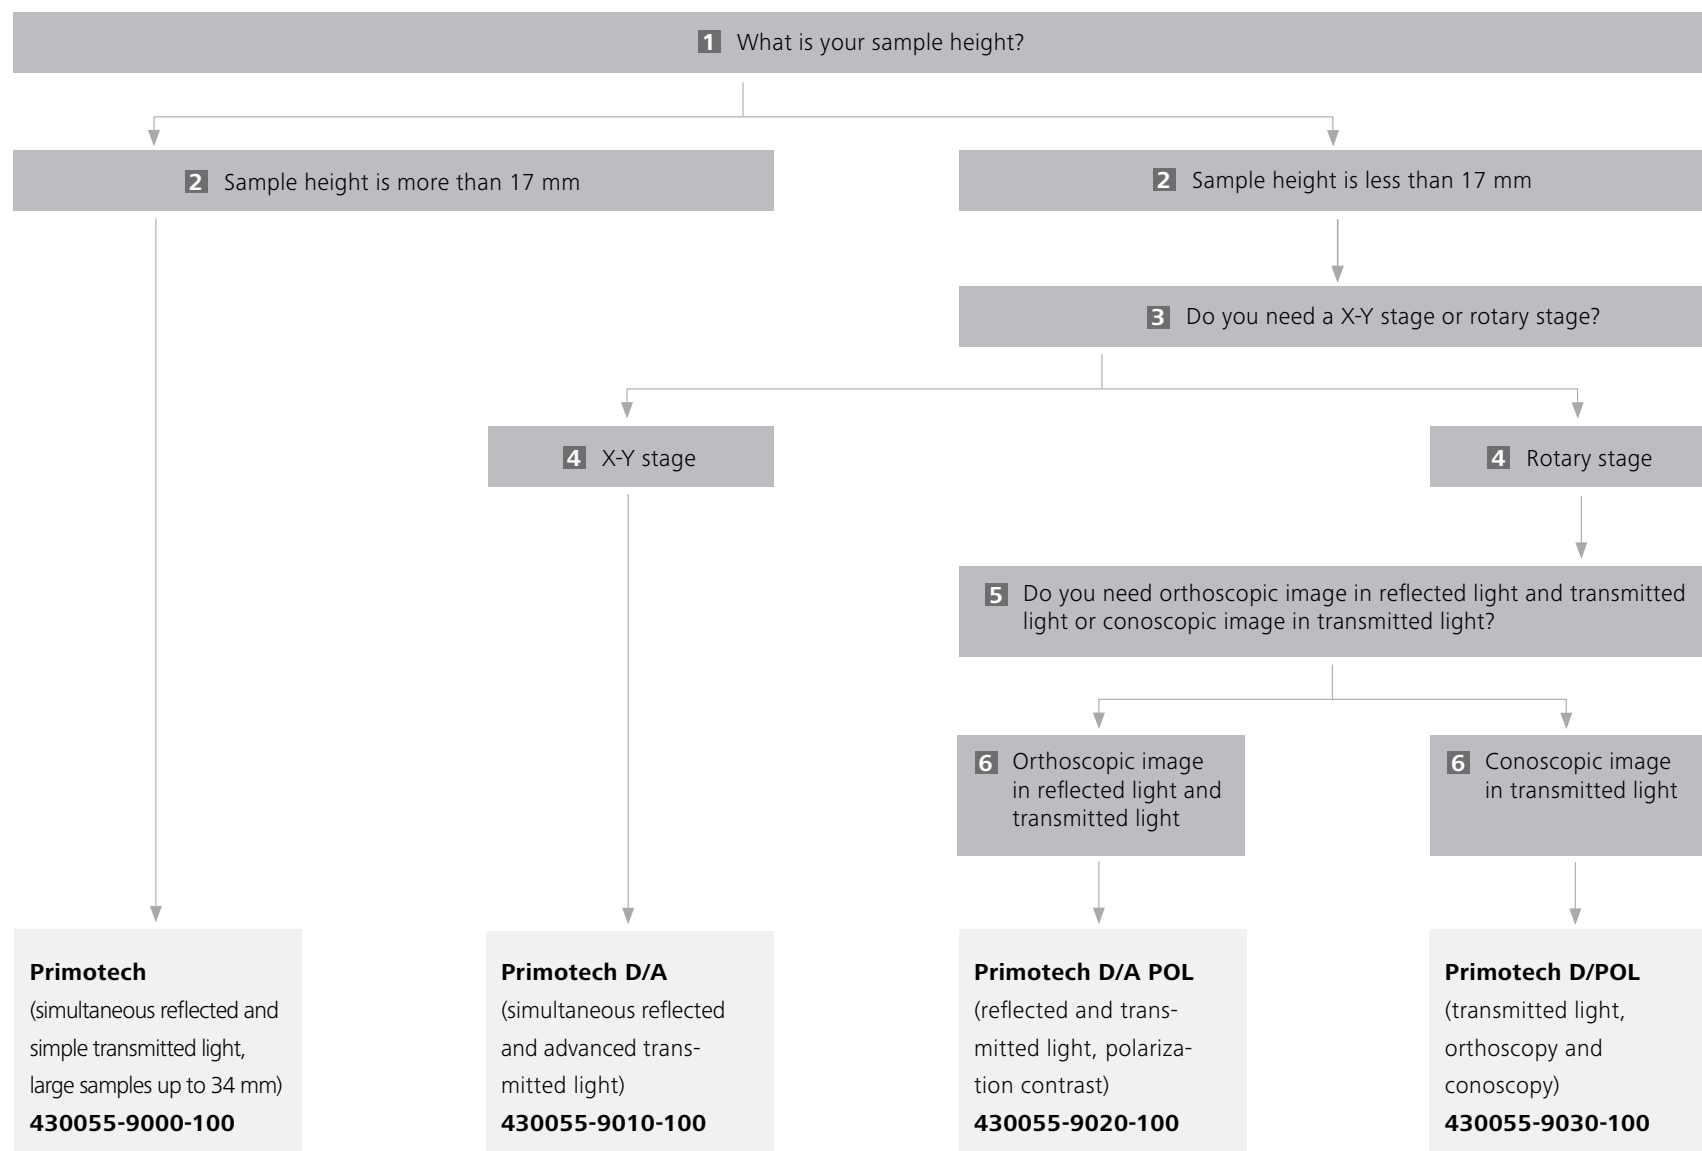 1 What is your sample height?
2 Sample height is more than 17 mm
2 Sample height is less than 17 mm
3 Do you need a X-Y stage or rotary stage?
4 X-Y stage
4 Rotary stage
5 Do you need orthoscopic image in reflected light and transmitted
light or conoscopic image in transmitted light?
6 Orthoscopic image
in reflected light and
transmitted light
6 Conoscopic image
in transmitted light
Primotech
(simultaneous reflected and
simple transmitted light,
large samples up to 34 mm)
430055-9000-100
Primotech D/A
(simultaneous reflected
and advanced trans-
mitted light)
430055-9010-100
Primotech D/A POL
(reflected and trans-
mitted light, polariza-
tion contrast)
430055-9020-100
Primotech D/POL
(transmitted light,
orthoscopy and
conoscopy)
430055-9030-100